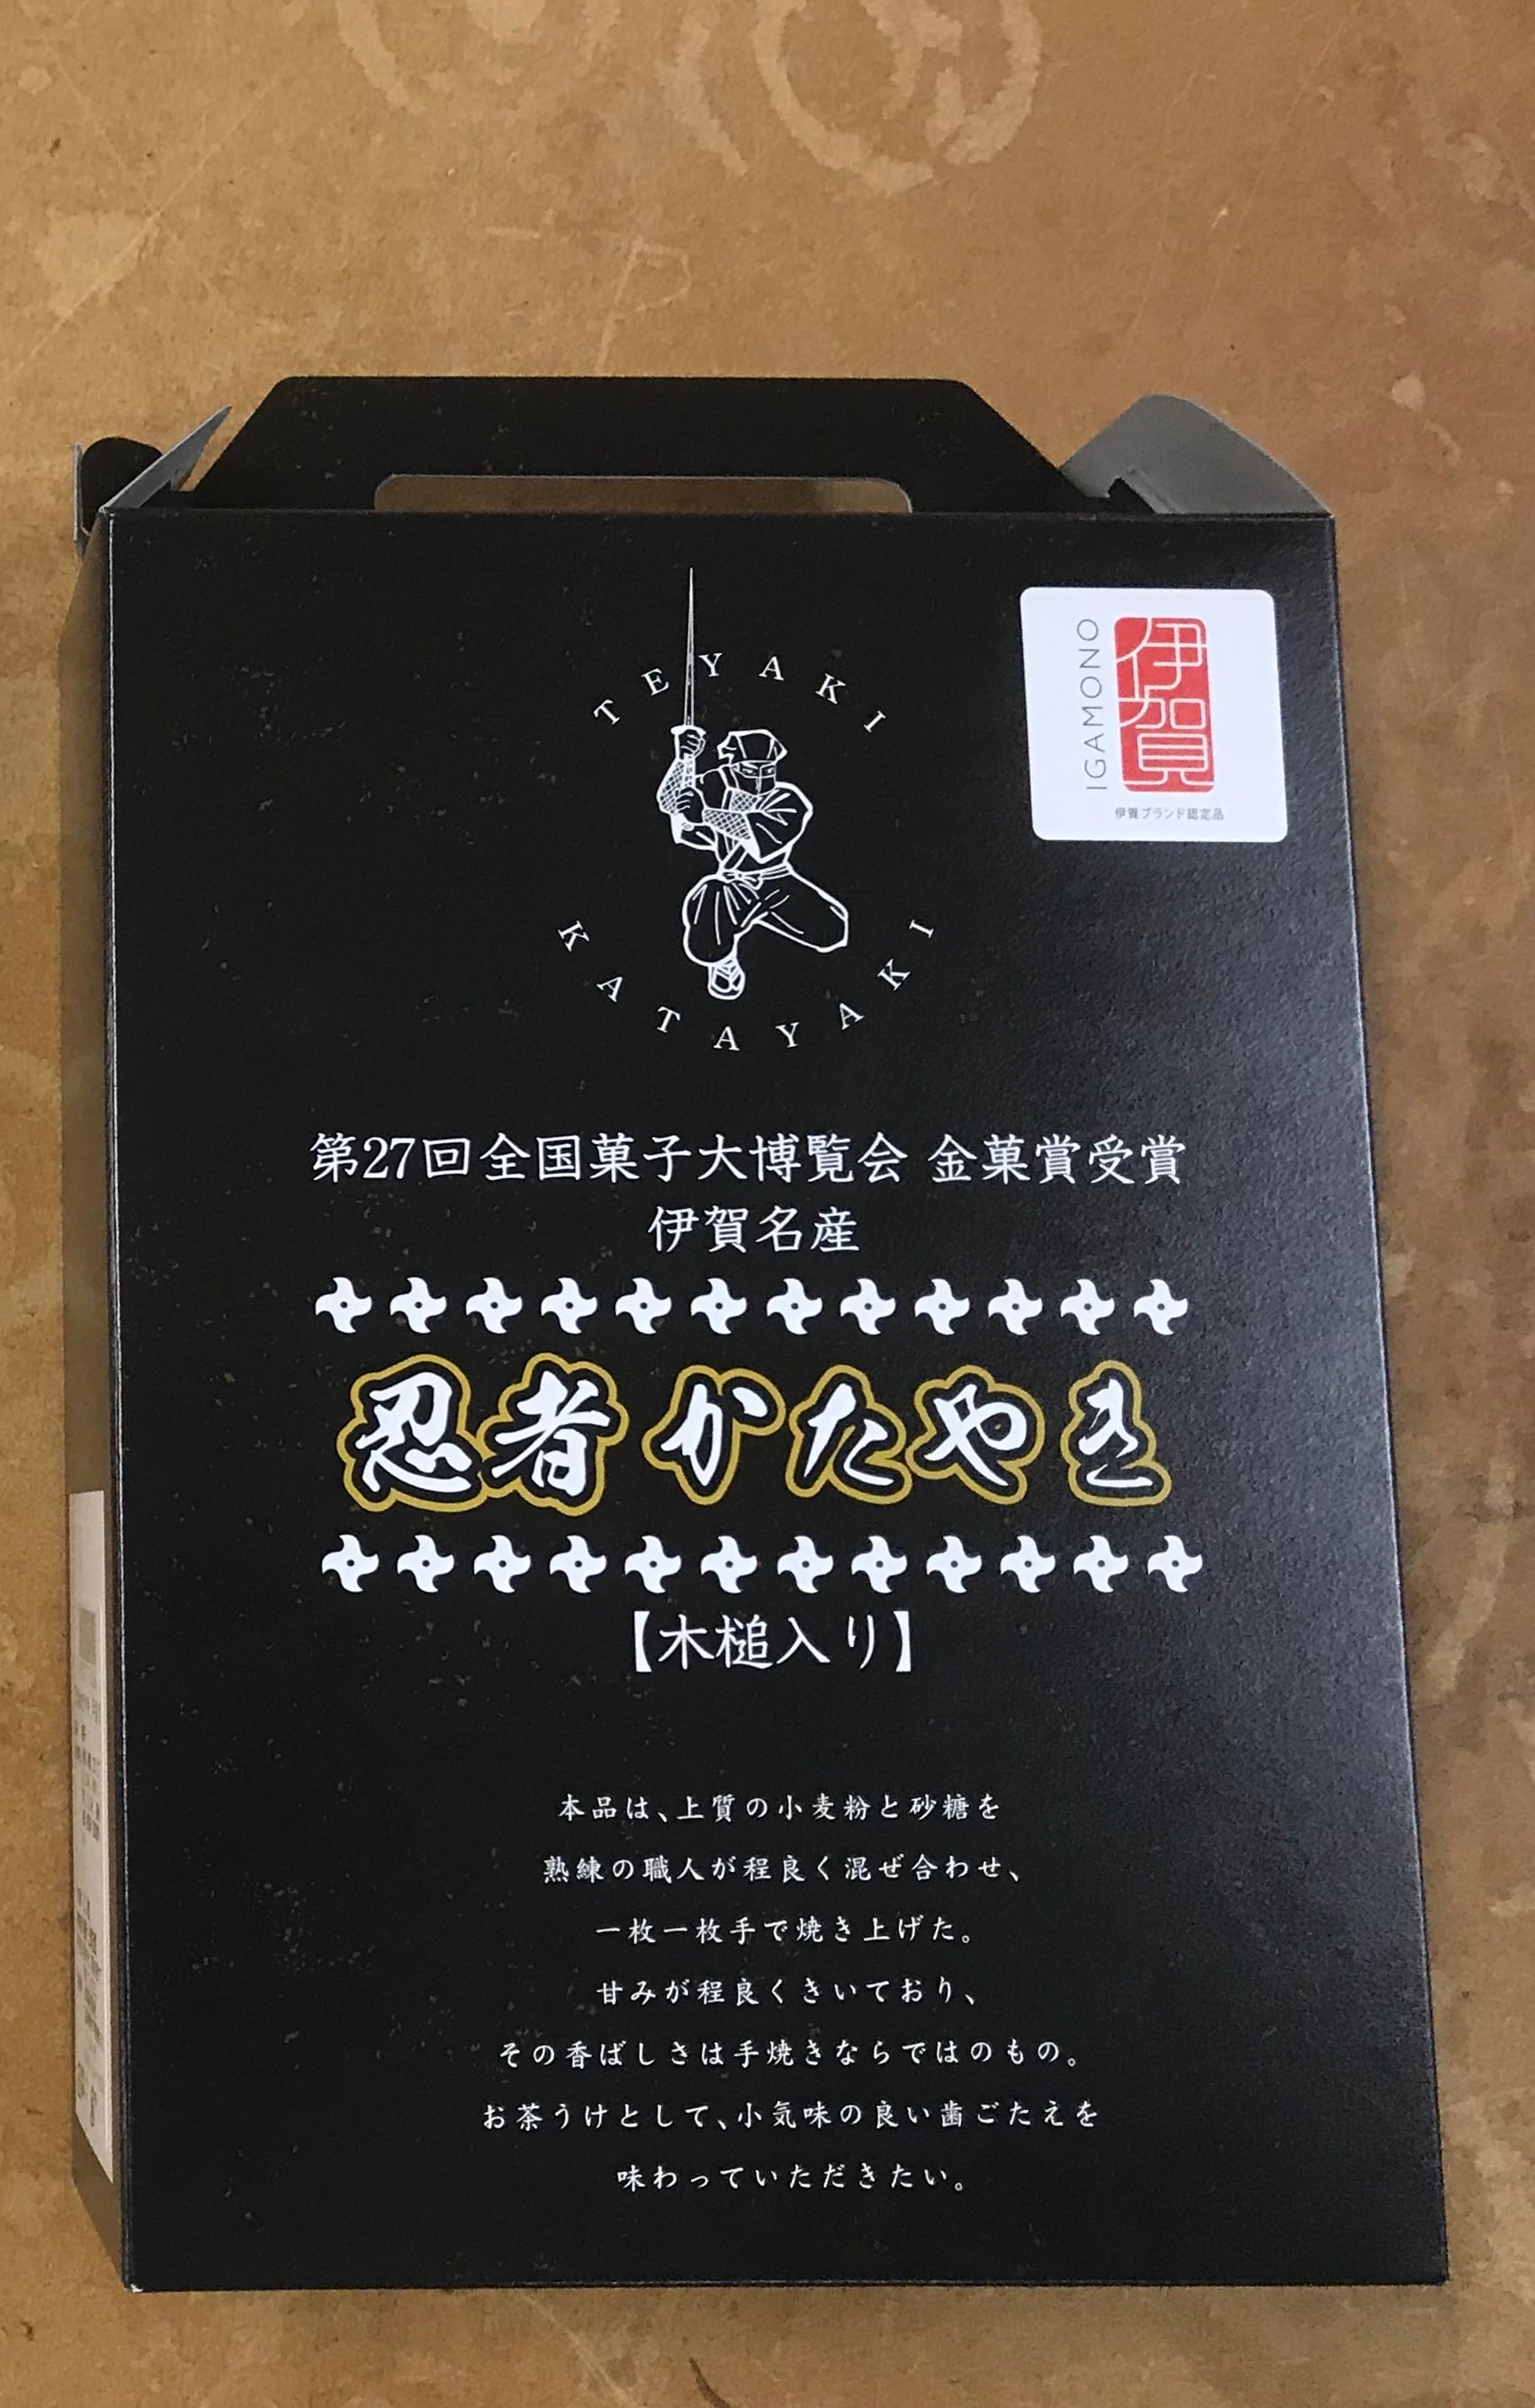 TEYAKI
KATAYAKI
IGAMONO
伊賀
伊賀ブランド認定品
第27回全国菓子大博覧会 金菓賞受賞
伊賀名産
忍者 かたやき
【木槌入り】
本品は、上質の小麦粉と砂糖を
熟練の職人が程良く混ぜ合わせ、
一枚一枚手で焼き上げた。
甘みが程良くきいており、
その香ばしさは手焼きならではのもの。
お茶うけとして、小気味の良い歯ごたえを
味わっていただきたい。